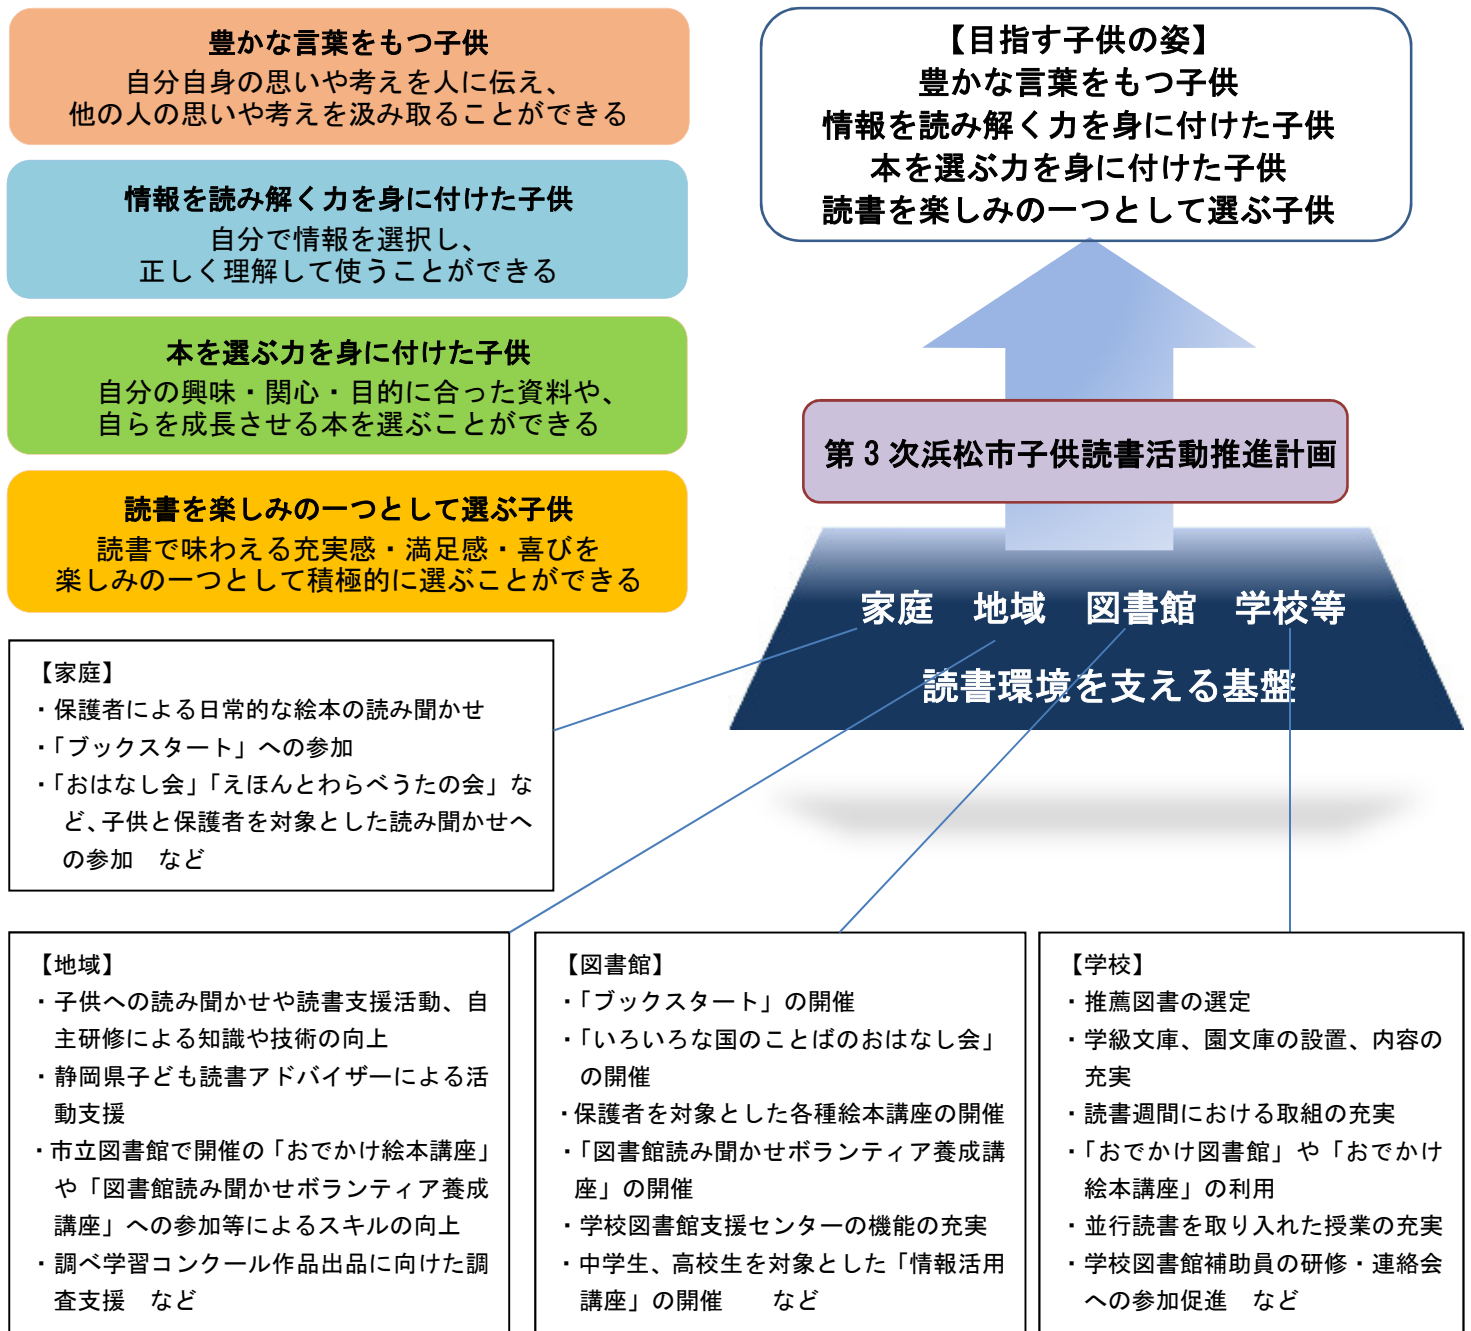 豊かな言葉をもつ子供
自分自身の思いや考えを人に伝え、
他の人の思いや考えを汲み取ることができる
情報を読み解く力を身に付けた子供
自分で情報を選択し、
正しく理解して使うことができる
本を選ぶ力を身に付けた子供
自分の興味・関心・目的に合った資料や、
自らを成長させる本を選ぶことができる
読書を楽しみの一つとして選ぶ子供
読書で味わえる充実感・満足感・喜びを
楽しみの一つとして積極的に選ぶことができる
【目指す子供の姿】
豊かな言葉をもつ子供
情報を読み解く力を身に付けた子供
本を選ぶ力を身に付けた子供
読書を楽しみの一つとして選ぶ子供
第3次浜松市子供読書活動推進計画
家庭　地域　図書館　学校等
読書環境を支える基盤
【家庭】
・保護者による日常的な絵本の読み聞かせ
・「ブックスタート」への参加
・「おはなし会」「えほんとわらべうたの会」な
ど、子供と保護者を対象とした読み聞かせへ
の参加　など
【地域】
・子供への読み聞かせや読書支援活動、自
主研修による知識や技術の向上
・静岡県子ども読書アドバイザーによる活
動支援
・市立図書館で開催の「おでかけ絵本講座」
や「図書館読み聞かせボランティア養成
講座」への参加等によるスキルの向上
・調べ学習コンクール作品出品に向けた調
査支援　など
【図書館】
・「ブックスタート」の開催
・「いろいろな国のことばのおはなし会」
の開催
・保護者を対象とした各種絵本講座の開催
・「図書館読み聞かせボランティア養成講
座」の開催
・学校図書館支援センターの機能の充実
・中学生、高校生を対象とした「情報活用
講座」の開催　　など
【学校】
・推薦図書の選定
・学級文庫、園文庫の設置、内容の
充実
・読書週間における取組の充実
・「おでかけ図書館」や「おでかけ
絵本講座」の利用
・並行読書を取り入れた授業の充実
・学校図書館補助員の研修・連絡会
への参加促進　など